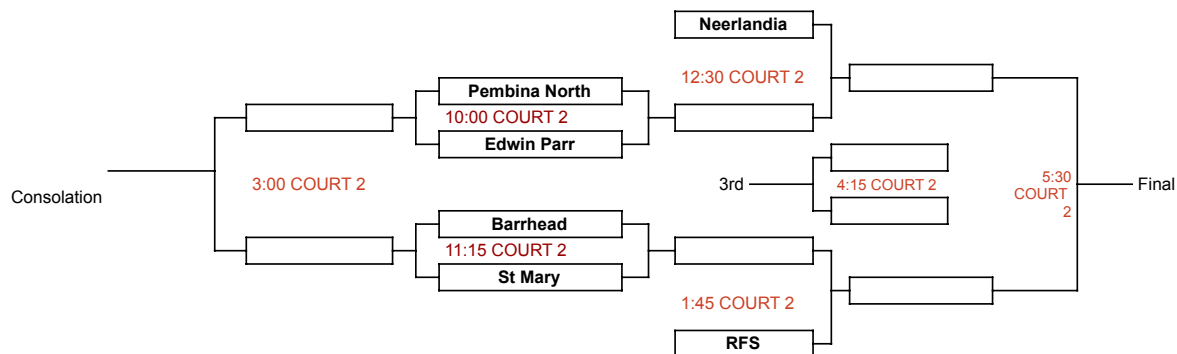 Neerlandia
12:30 COURT 2
Pembina North
10:00 COURT 2
Edwin Parr
Consolation
3:00 COURT 2
3rd
4:15 COURT 2
5:30
COURT
2
Final
Barrhead
11:15 COURT 2
St Mary
1:45 COURT 2
RFS